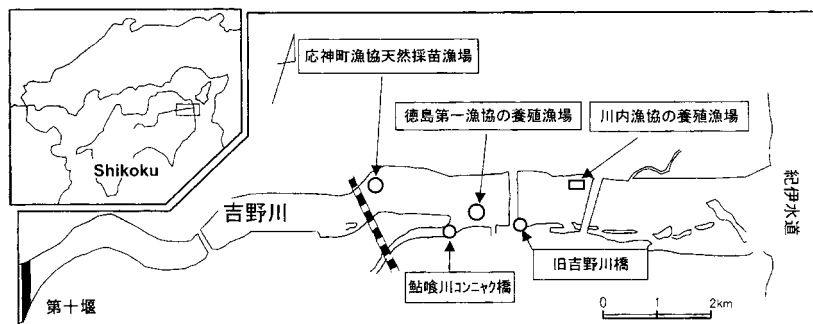 応神町漁協天然採苗漁場
徳島第一漁協の養殖漁場
川内漁協の養殖漁場
Shikoku
吉野川
紀伊水道
旧吉野川橋
鮎喰川コンニャク橋
第十堰
0 1 2km